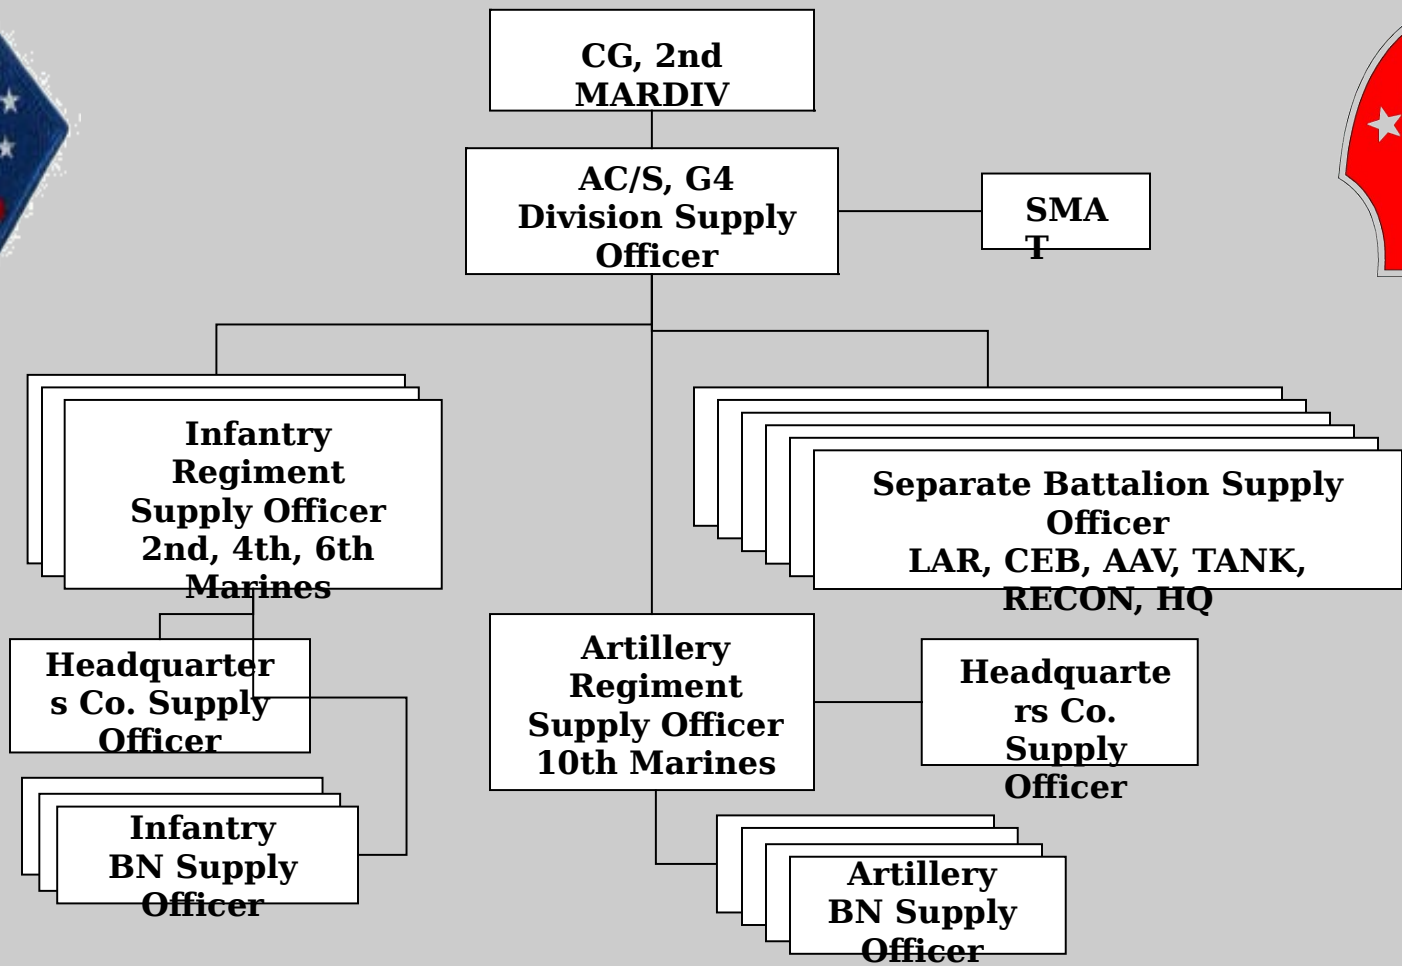 CG, 2nd
MARDIV
AC/S, G4
Division Supply
Officer
SMA
T
Infantry
Regiment
Supply Officer
2nd, 4th, 6th
Marines
Separate Battalion Supply
Officer
LAR, CEB, AAV, TANK,
RECON, HQ
Headquarter
s Co. Supply
Officer
Artillery
Regiment
Supply Officer
10th Marines
Headquarte
rs Co.
Supply
Officer
Infantry
BN Supply
Officer
Artillery
BN Supply
Officer